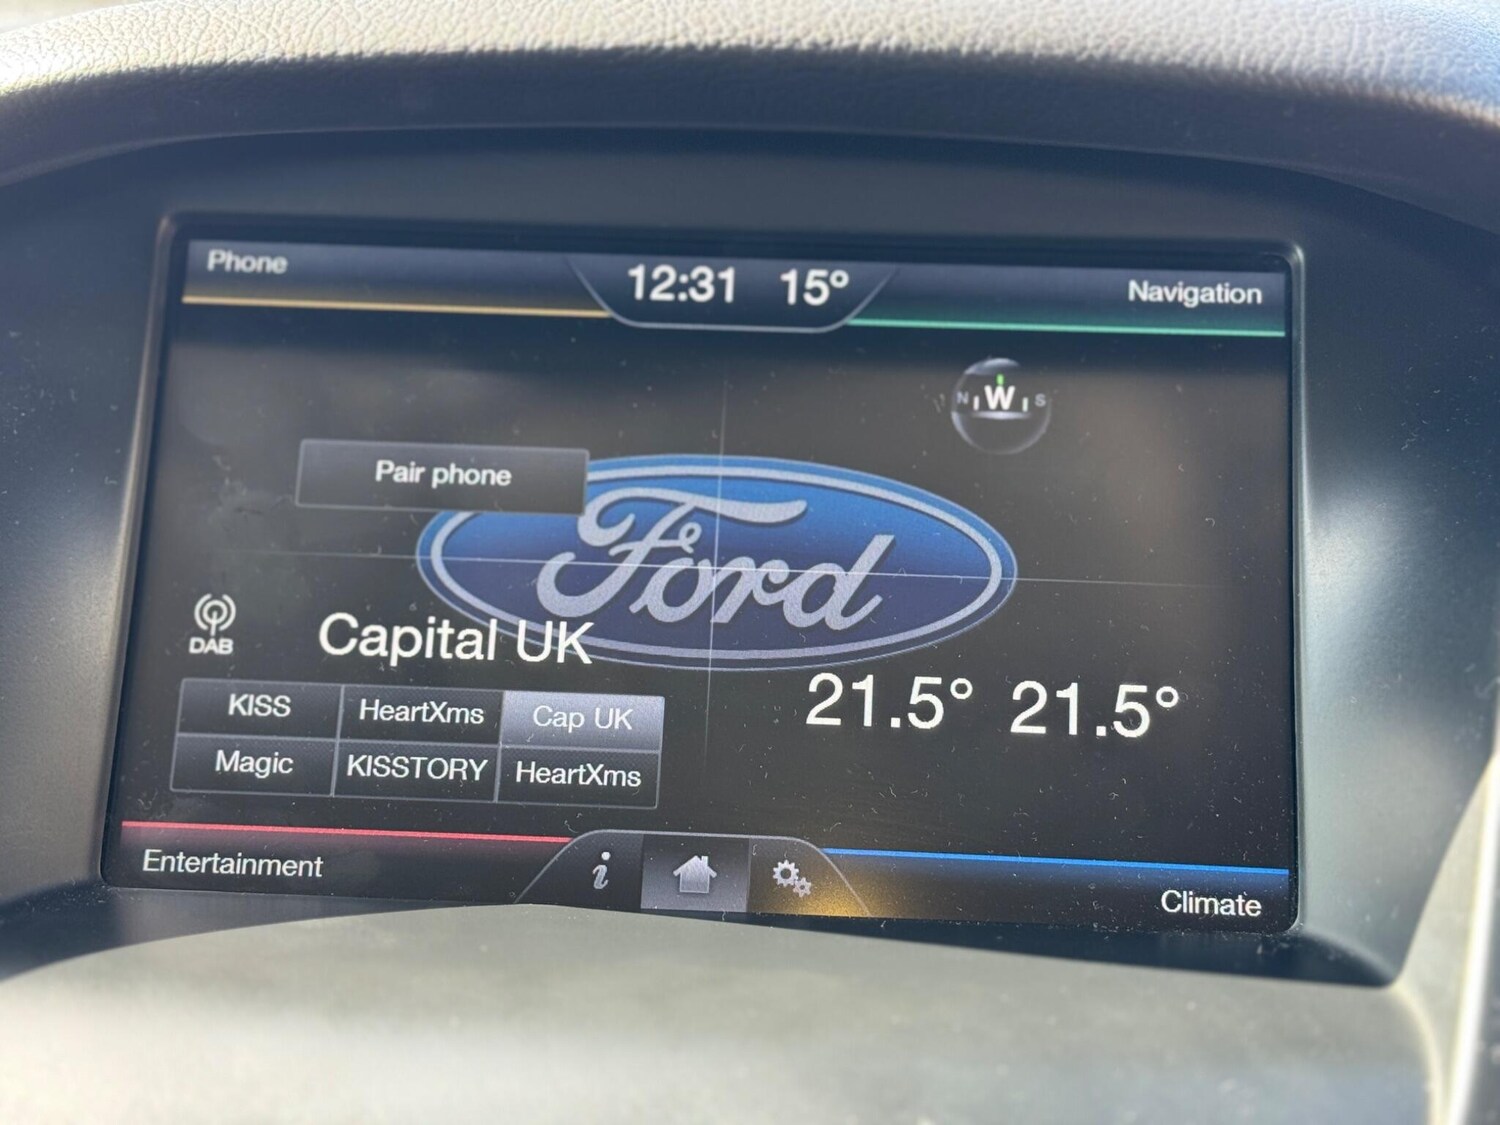 Phone
12:31 15°
Navigation
N W S
Pair phone
Ford
DAB
Capital UK
21.5° 21.5°
KISS HeartXms Cap UK
Magic KISSTORY HeartXms
Entertainment
i
Climate